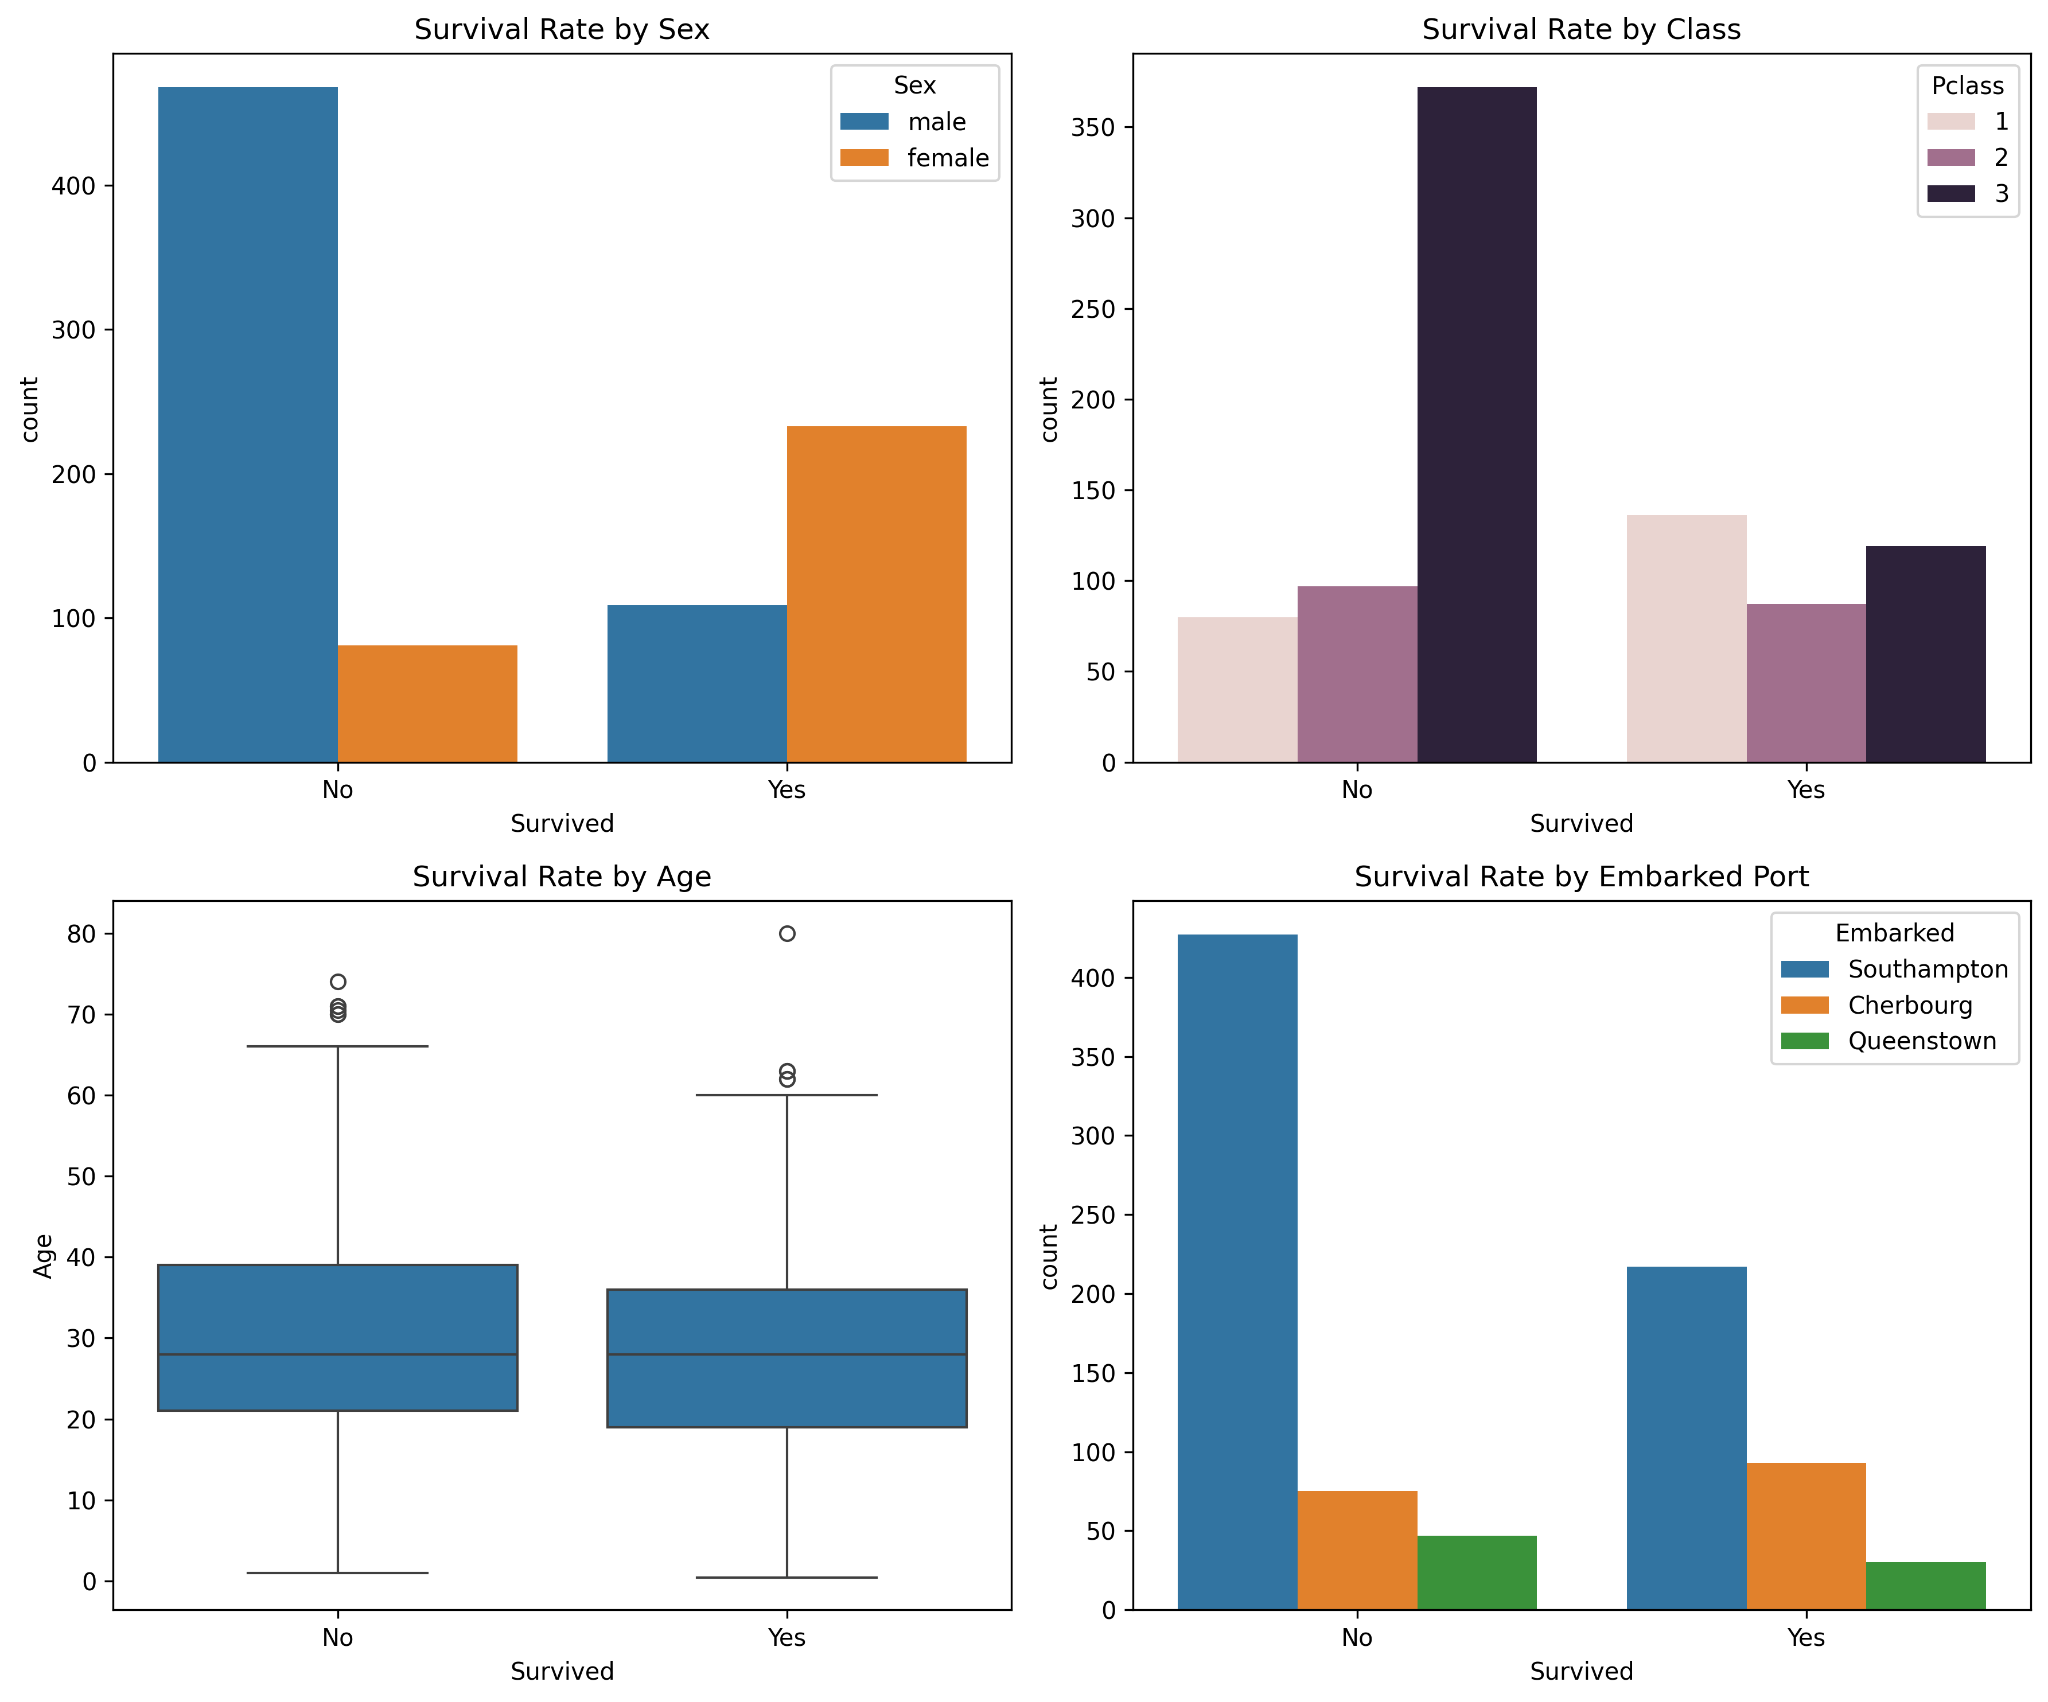 Survival Rate by Sex
count
400
300
200
100
0
No
Yes
Survived
Sex
male
female
Survival Rate by Class
count
350
300
250
200
150
100
50
0
No
Yes
Survived
Pclass
1
2
3
Survival Rate by Age
Age
80
70
60
50
40
30
20
10
0
No
Yes
Survived
Survival Rate by Embarked Port
count
400
350
300
250
200
150
100
50
0
No
Yes
Survived
Embarked
Southampton
Cherbourg
Queenstown